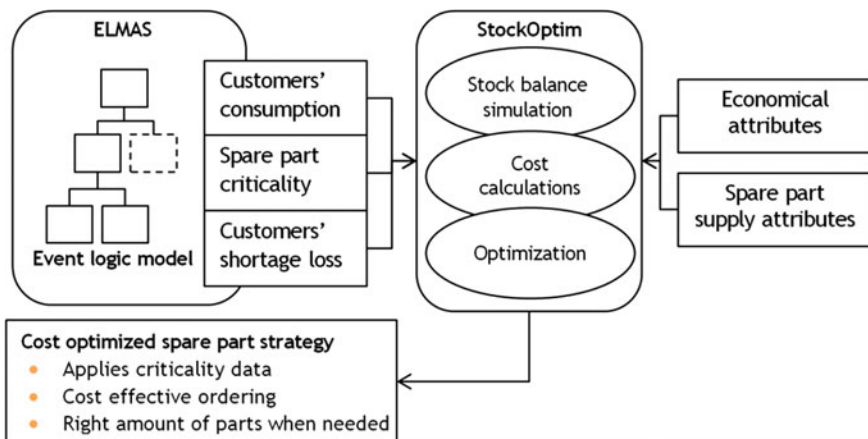 ELMAS
Event logic model
Customers'
consumption
Spare part
criticality
Customers'
shortage loss
StockOptim
Stock balance
simulation
Cost
calculations
Optimization
Economical
attributes
Spare part
supply attributes
Cost optimized spare part strategy
• Applies criticality data
• Cost effective ordering
• Right amount of parts when needed